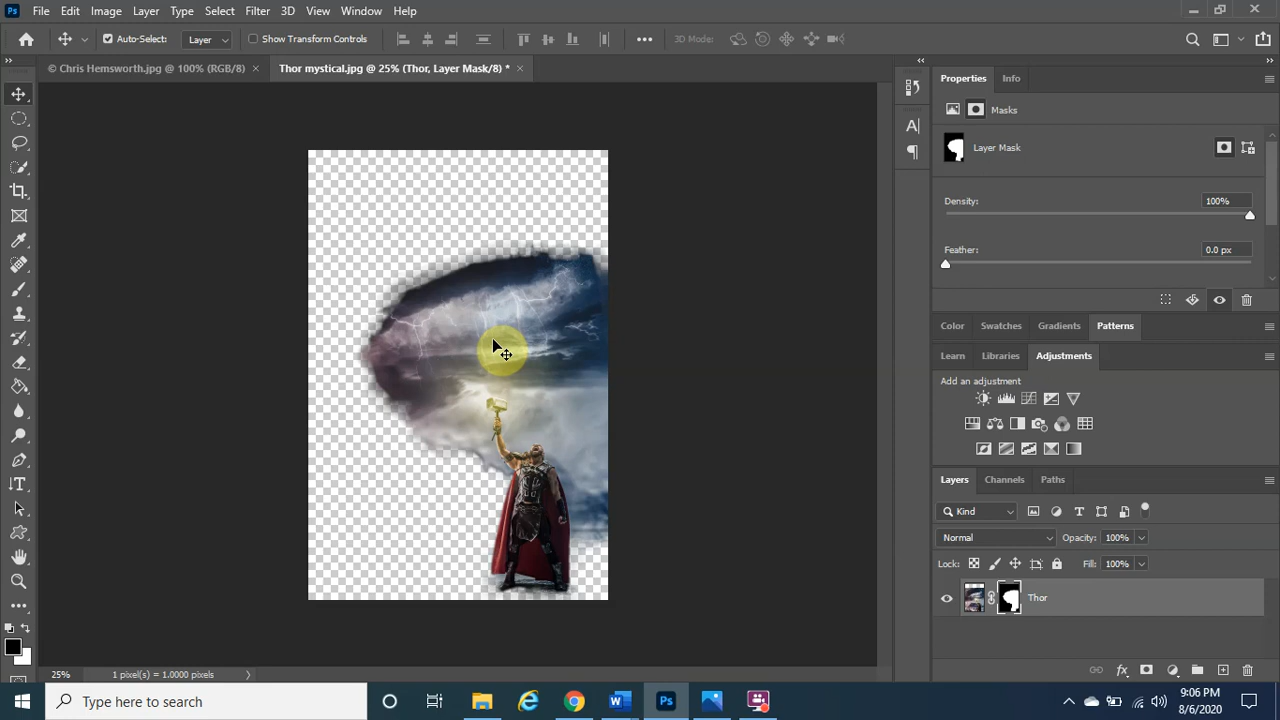 Ps File Edit Image Layer Type Select Filter 3D View Window Help
Auto-Select: Layer Show Transform Controls 3D Mode:
© Chris Hemsworth.jpg @ 100% (RGB/8) × Thor mystical.jpg @ 25% (Thor, Layer Mask/8) * ×
Properties Info
Masks
Layer Mask
Density: 100%
Feather: 0.0 px
Color Swatches Gradients Patterns
Learn Libraries Adjustments
Add an adjustment
Layers Channels Paths
Kind
Normal Opacity: 100%
Lock: Fill: 100%
Thor
25% 1 pixel(s) = 1.0000 pixels
Type here to search
9:06 PM
8/6/2020